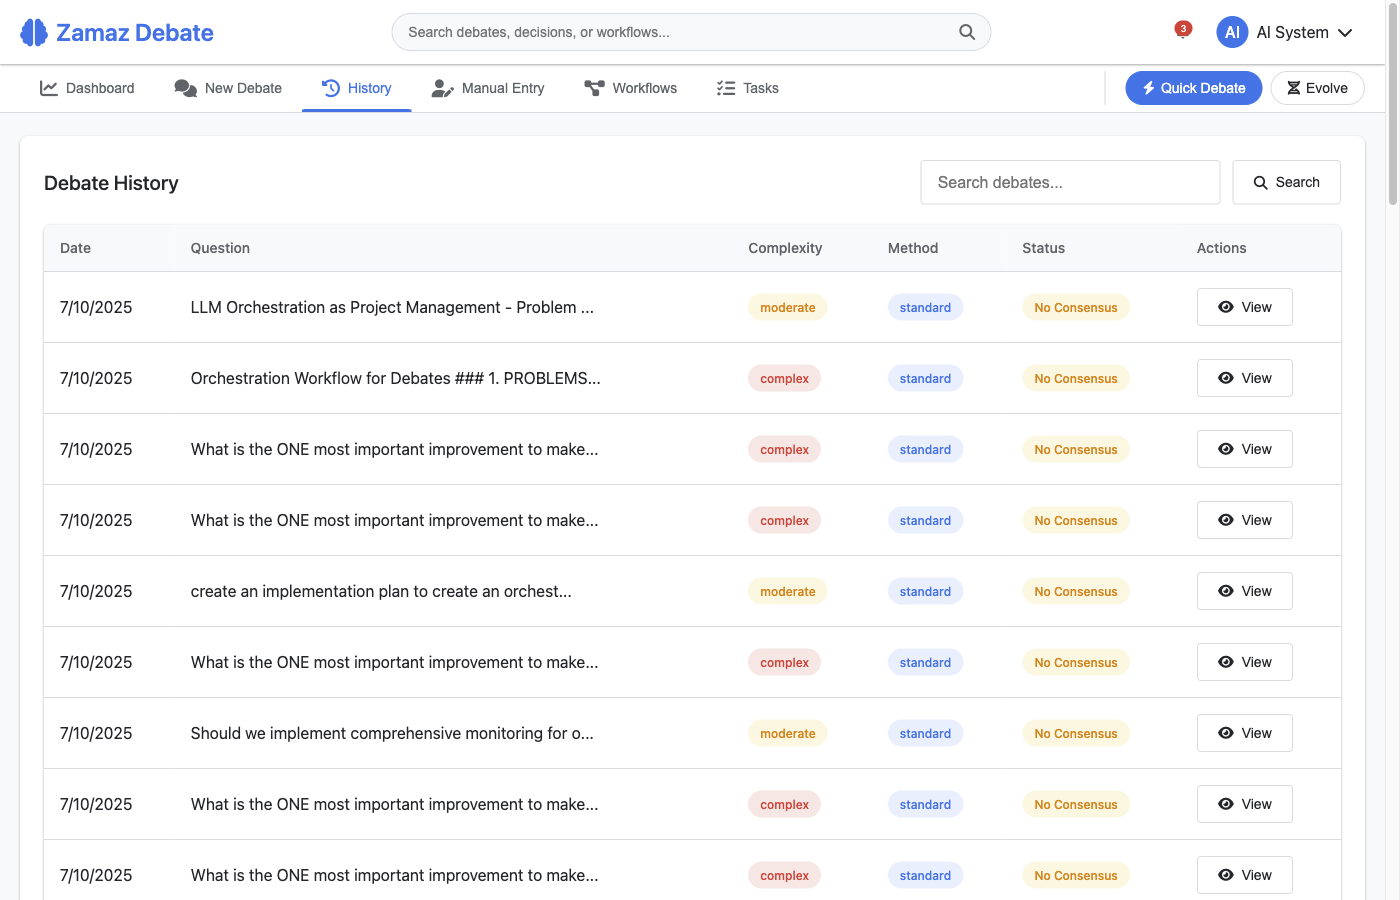 Zamaz Debate
Search debates, decisions, or workflows...
3
AI
AI System
Dashboard
New Debate
History
Manual Entry
Workflows
Tasks
Quick Debate
Evolve
Debate History
Search debates...
Search
Date Question Complexity Method Status Actions
7/10/2025 LLM Orchestration as Project Management - Problem ... moderate standard No Consensus View
7/10/2025 Orchestration Workflow for Debates ### 1. PROBLEMS... complex standard No Consensus View
7/10/2025 What is the ONE most important improvement to make... complex standard No Consensus View
7/10/2025 What is the ONE most important improvement to make... complex standard No Consensus View
7/10/2025 create an implementation plan to create an orchest... moderate standard No Consensus View
7/10/2025 What is the ONE most important improvement to make... complex standard No Consensus View
7/10/2025 Should we implement comprehensive monitoring for o... moderate standard No Consensus View
7/10/2025 What is the ONE most important improvement to make... complex standard No Consensus View
7/10/2025 What is the ONE most important improvement to make... complex standard No Consensus View